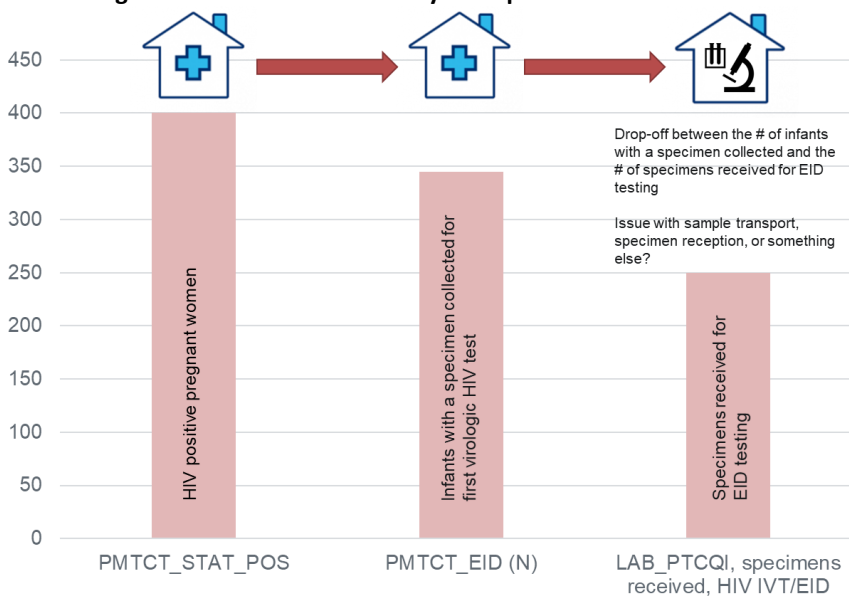 450
400
350
300
250
200
150
100
50
0
Drop-off between the # of infants
with a specimen collected and the
# of specimens received for EID
testing
Issue with sample transport,
specimen reception, or something
else?
HIV positive pregnant women
Infants with a specimen collected for
first virologic HIV test
Specimens received for
EID testing
PMTCT_STAT_POS
PMTCT_EID (N)
LAB_PTCQI, specimens
received, HIV IVT/EID